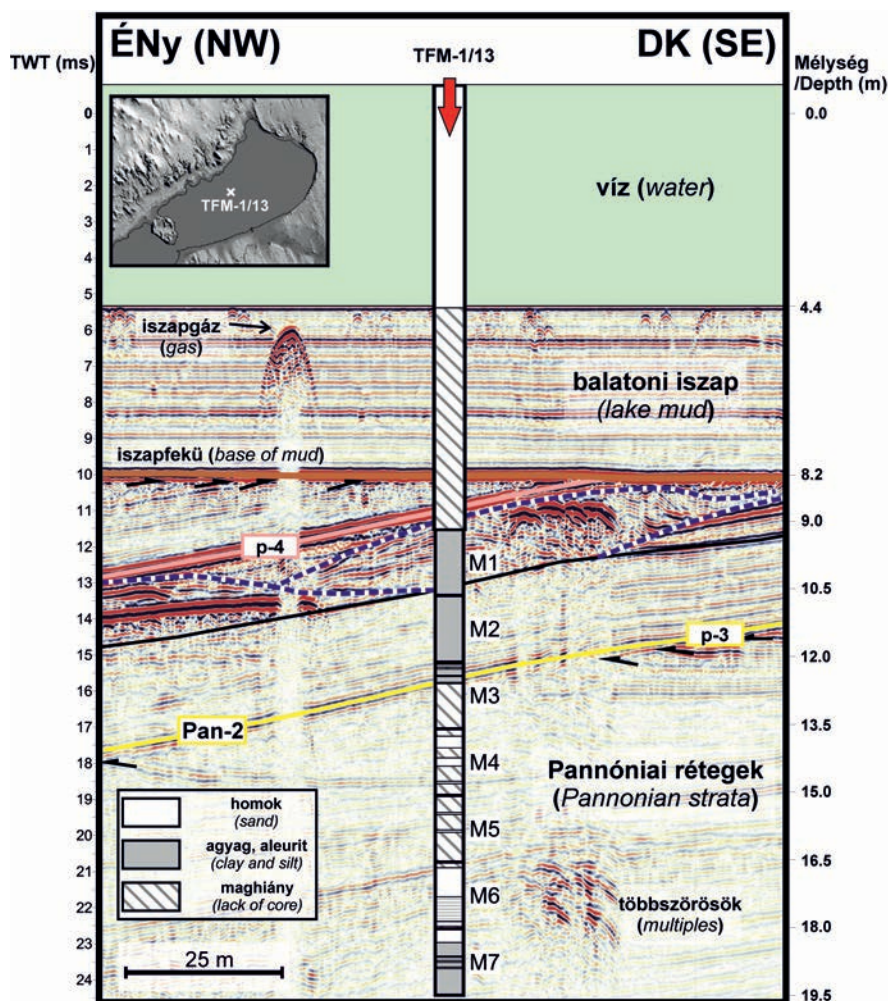 ÉNy (NW)
DK (SE)
TWT (ms)
TFM-1/13
Mélység
/Depth (m)
0
1
2
3
4
5
6
7
8
9
10
11
12
13
14
15
16
17
18
19
20
21
22
23
24
0.0
4.4
8.2
9.0
10.5
12.0
13.5
15.0
16.5
18.0
19.5
TFM-1/13
víz (water)
iszapgáz
(gas)
balatoni iszap
(lake mud)
iszapfekü (base of mud)
p-4
M1
M2
p-3
M3
Pan-2
M4
Pannóniai rétegek
(Pannonian strata)
M5
M6
M7
többszörösök
(multiples)
homok
(sand)
agyag, aleurit
(clay and silt)
maghiány
(lack of core)
25 m